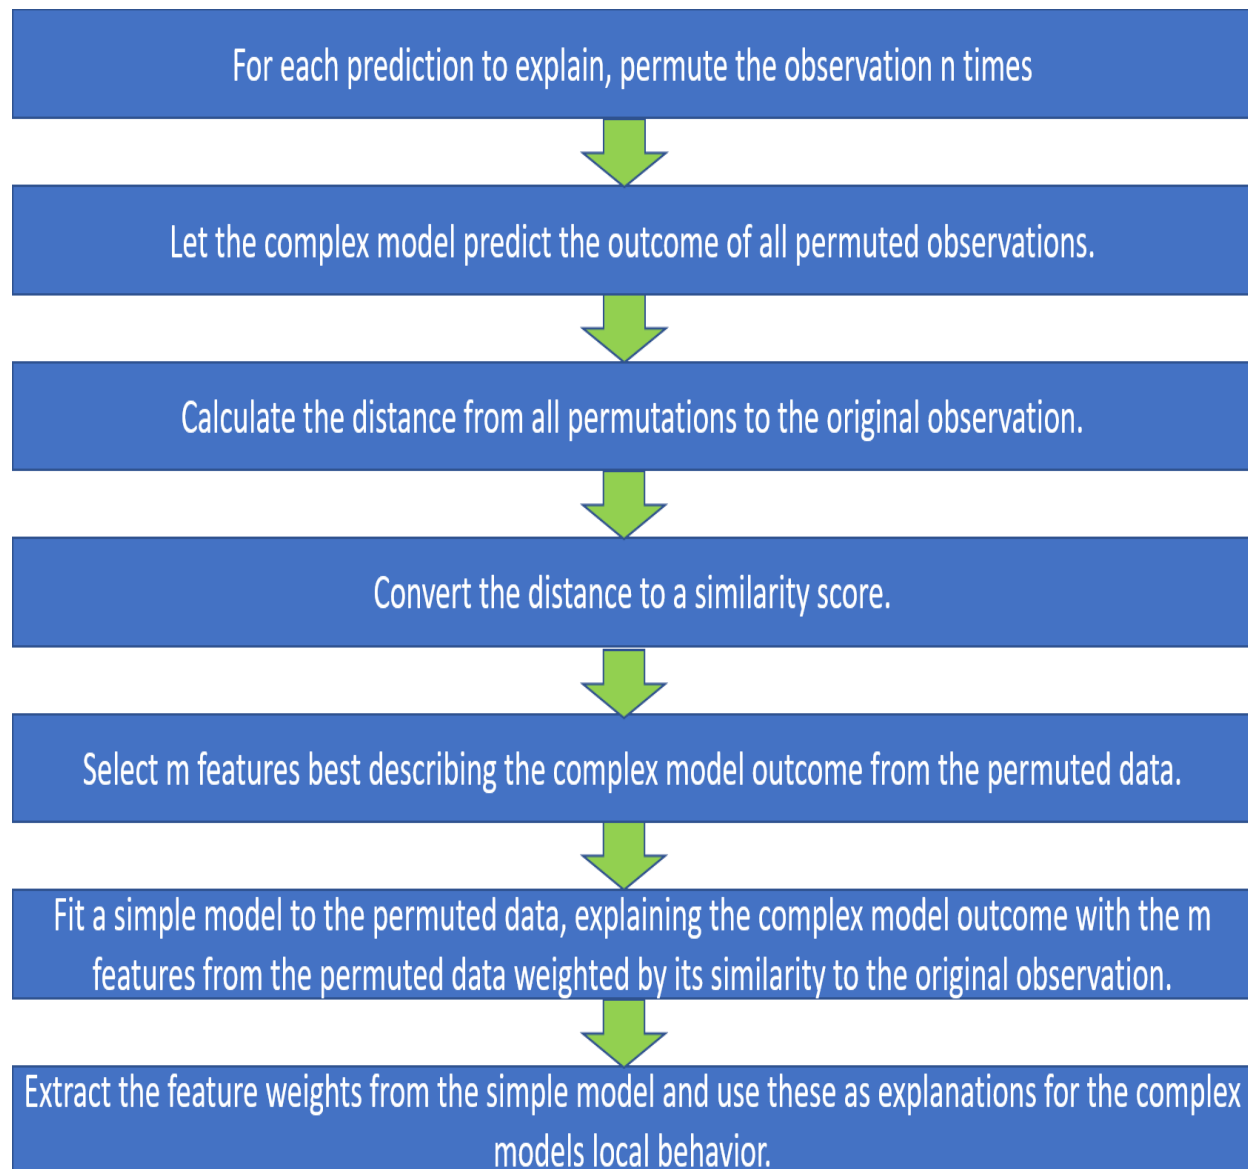 For each prediction to explain, permute the observation n times
Let the complex model predict the outcome of all permuted observations.
Calculate the distance from all permutations to the original observation.
Convert the distance to a similarity score.
Select m features best describing the complex model outcome from the permuted data.
Fit a simple model to the permuted data, explaining the complex model outcome with the m
features from the permuted data weighted by its similarity to the original observation.
Extract the feature weights from the simple model and use these as explanations for the complex
models local behavior.